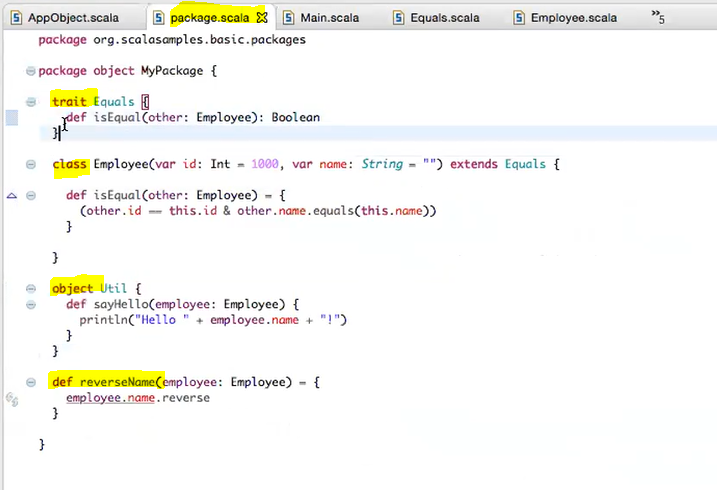 AppObject.scala package.scala Main.scala Equals.scala Employee.scala »5
package org.scalasamples.basic.packages
package object MyPackage {
trait Equals {
def isEqual(other: Employee): Boolean
}
class Employee(var id: Int = 1000, var name: String = "") extends Equals {
def isEqual(other: Employee) = {
(other.id == this.id & other.name.equals(this.name))
}
}
object Util {
def sayHello(employee: Employee) {
println("Hello " + employee.name + "!")
}
}
def reverseName(employee: Employee) = {
employee.name.reverse
}
}